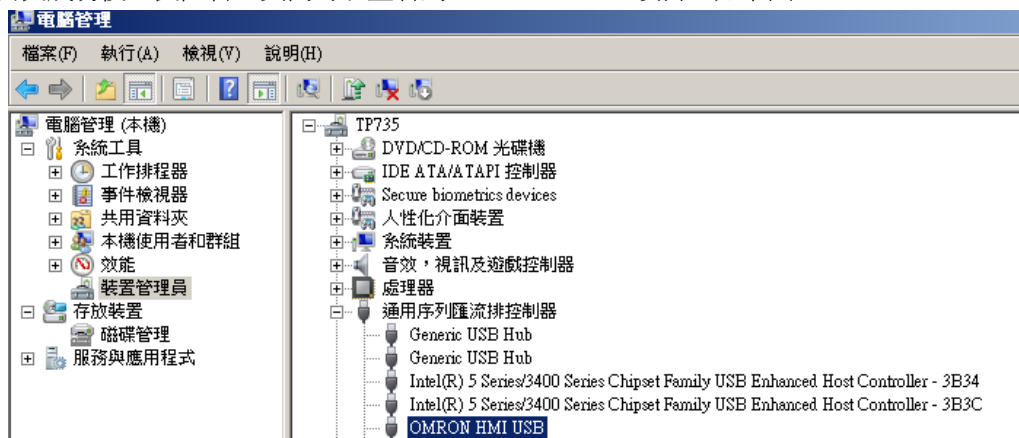 電腦管理
檔案(F) 執行(A) 檢視(V) 說明(H)
電腦管理 (本機)
系統工具
工作排程器
事件檢視器
共用資料夾
本機使用者和群組
效能
裝置管理員
存放裝置
磁碟管理
服務與應用程式
TP735
DVD/CD-ROM 光碟機
IDE ATA/ATAPI 控制器
Secure biometrics devices
人性化介面裝置
系統裝置
音效，視訊及遊戲控制器
處理器
通用序列匯流排控制器
Generic USB Hub
Generic USB Hub
Intel(R) 5 Series/3400 Series Chipset Family USB Enhanced Host Controller - 3B34
Intel(R) 5 Series/3400 Series Chipset Family USB Enhanced Host Controller - 3B3C
OMRON HMI USB